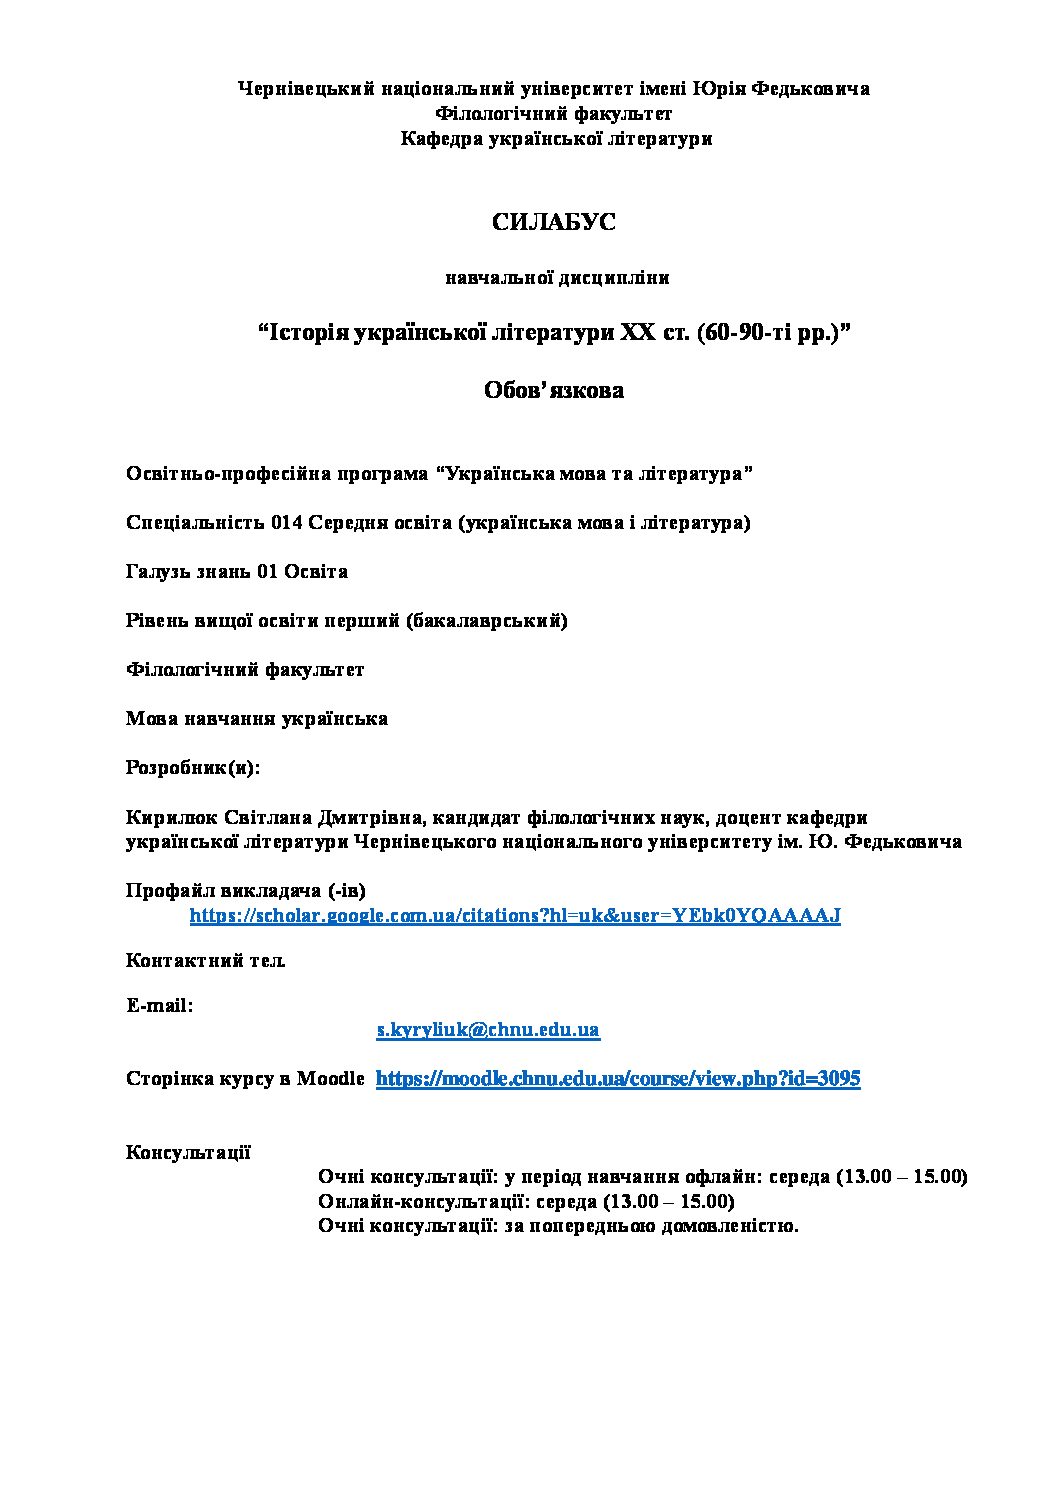 Чернівецький національний університет імені Юрія Федьковича
Філологічний факультет
Кафедра української літератури
СИЛАБУС
навчальної дисципліни
“Історія української літератури ХХ ст. (60-90-ті рр.)”
Обов’язкова
Освітньо-професійна програма “Українська мова та література”
Спеціальність 014 Середня освіта (українська мова і література)
Галузь знань 01 Освіта
Рівень вищої освіти перший (бакалаврський)
Філологічний факультет
Мова навчання українська
Розробник(и):
Кирилюк Світлана Дмитрівна, кандидат філологічних наук, доцент кафедри
української літератури Чернівецького національного університету ім. Ю. Федьковича
Профайл викладача (-ів)
https://scholar.google.com.ua/citations?hl=uk&user=YEbk0YQAAAAJ
Контактний тел.
E-mail:
s.kyryliuk@chnu.edu.ua
Сторінка курсу в Moodle https://moodle.chnu.edu.ua/course/view.php?id=3095
Консультації
Очні консультації: у період навчання офлайн: середа (13.00 – 15.00)
Онлайн-консультації: середа (13.00 – 15.00)
Очні консультації: за попередньою домовленістю.